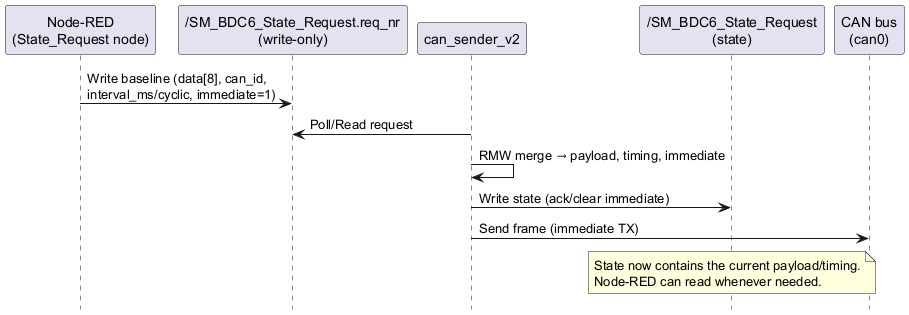 Node-RED
(State_Request node)
/SM_BDC6_State_Request.req_nr
(write-only)
can_sender_v2
/SM_BDC6_State_Request
(state)
CAN bus
(can0)
Write baseline (data[8], can_id,
interval_ms/cyclic, immediate=1)
Poll/Read request
RMW merge → payload, timing, immediate
Write state (ack/clear immediate)
Send frame (immediate TX)
State now contains the current payload/timing.
Node-RED can read whenever needed.